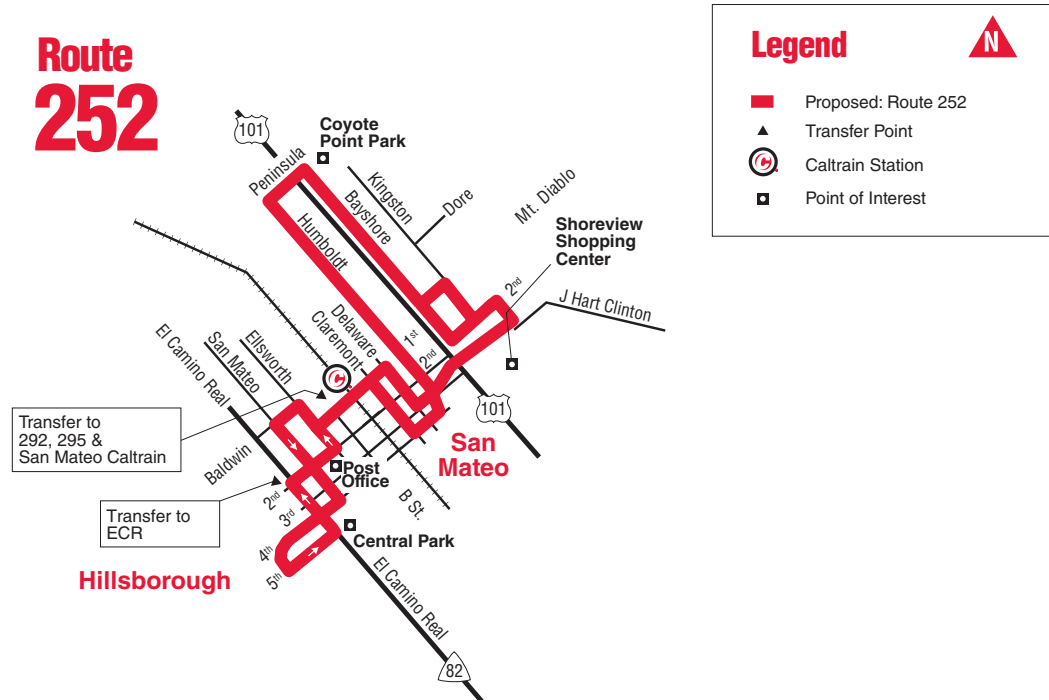 Route
252
Legend
N
Proposed: Route 252
Transfer Point
C
Caltrain Station
Point of Interest
101
Coyote
Point Park
Peninsula
Kingston
Bayshore
Dore
Mt. Diablo
Humboldt
Shoreview
Shopping
Center
2nd
J Hart Clinton
1st
2nd
Delaware
Claremont
El Camino Real
San Mateo
Ellsworth
C
101
Transfer to
292, 295 &
San Mateo Caltrain
San
Mateo
Baldwin
Post
Office
2nd
3rd
B St.
Transfer to
ECR
Central Park
4th
5th
Hillsborough
El Camino Real
82